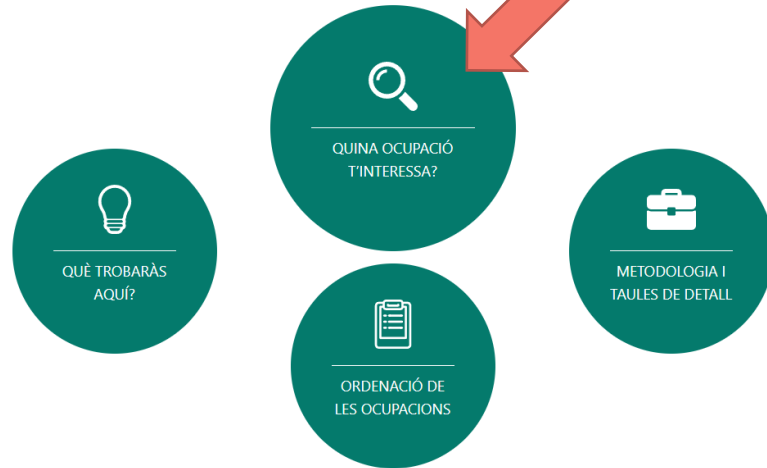 QUINA OCUPACIÓ
T'INTERESSA?
QUÈ TROBARÀS
AQUÍ?
METODOLOGIA I
TAULES DE DETALL
ORDENACIÓ DE
LES OCUPACIONS